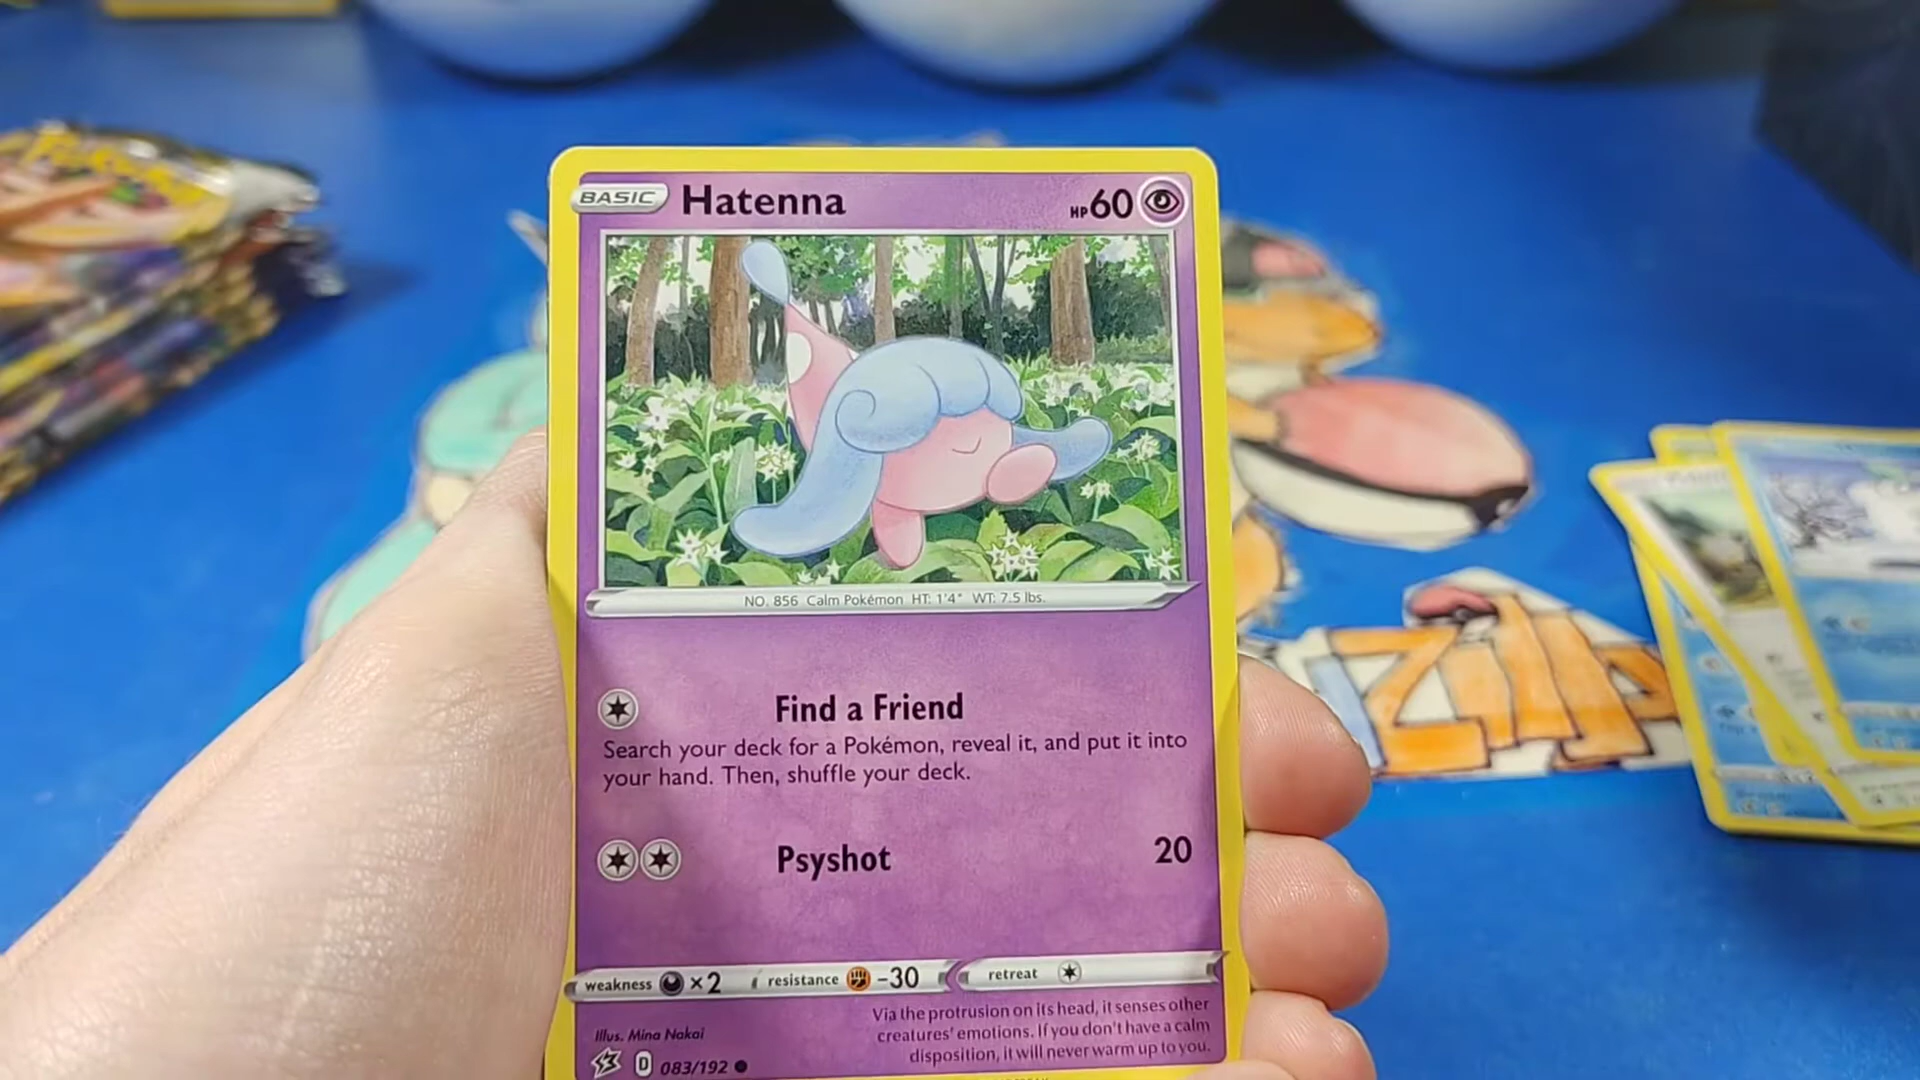 BASIC Hatenna HP60
NO. 856 Calm Pokémon HT: 1'4" WT: 7.5 lbs.
Find a Friend
Search your deck for a Pokémon, reveal it, and put it into
your hand. Then, shuffle your deck.
Psyshot 20
weakness ×2 resistance -30 retreat
Via the protrusion on its head, it senses other
creatures' emotions. If you don't have a calm
disposition, it will never warm up to you.
Illus. Mina Nakai
D 083/192